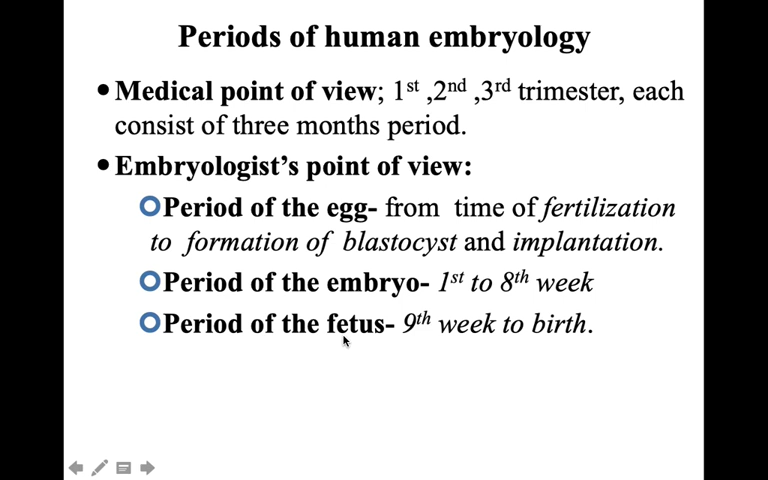 Periods of human embryology
• Medical point of view; 1st ,2nd ,3rd trimester, each
consist of three months period.
• Embryologist's point of view:
Period of the egg- from time of fertilization
to formation of blastocyst and implantation.
Period of the embryo- 1st to 8th week
Period of the fetus- 9th week to birth.